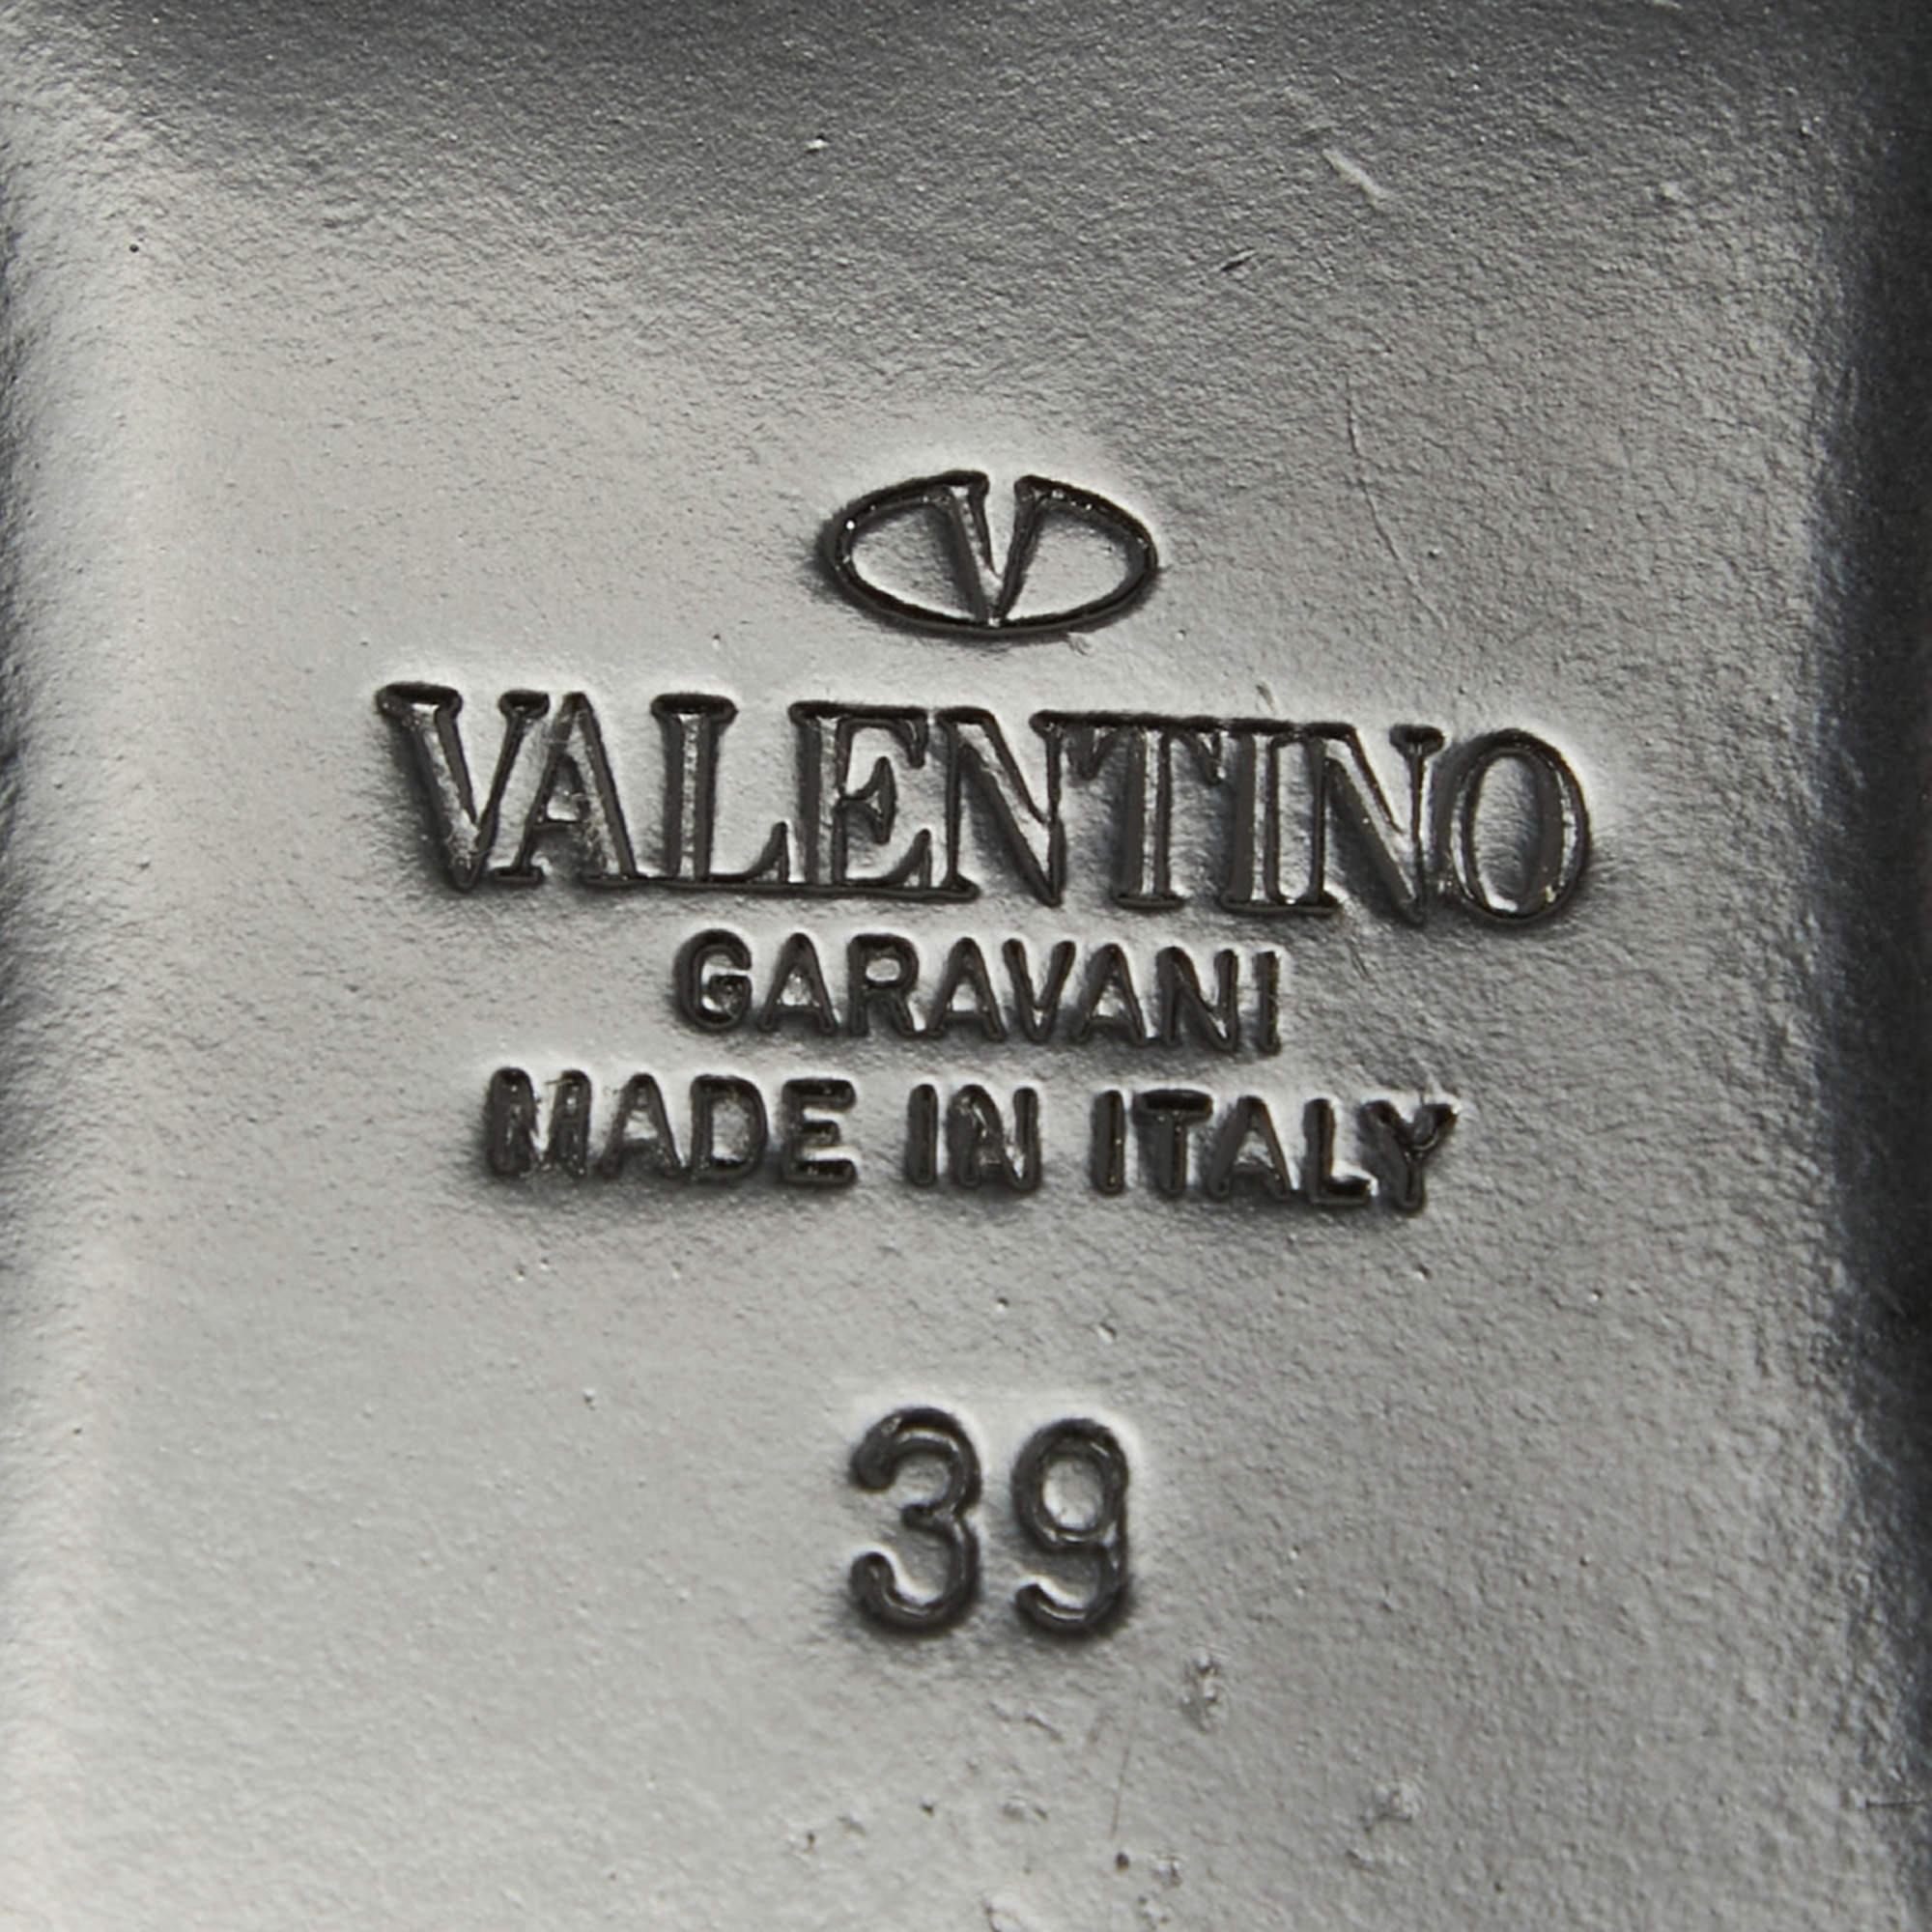 V
VALENTINO
GARAVANI
MADE IN ITALY
39